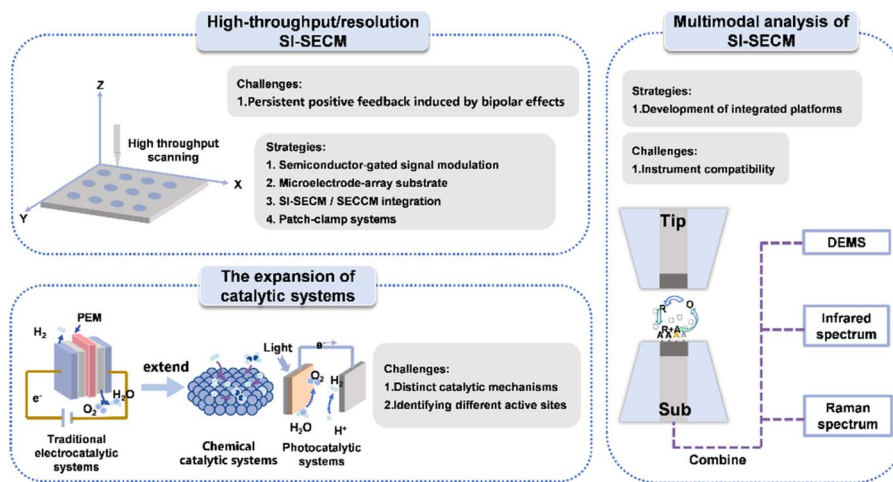 High-throughput/resolution
SI-SECM
Challenges:
1.Persistent positive feedback induced by bipolar effects
Z
High throughput
scanning
X
Y
Strategies:
1. Semiconductor-gated signal modulation
2. Microelectrode-array substrate
3. SI-SECM / SECCM integration
4. Patch-clamp systems
The expansion of
catalytic systems
PEM
H₂
e⁻
O₂
H₂O
Traditional
electrocatalytic
systems
extend
Chemical
catalytic systems
Light
e⁻
O₂
H₂
H₂O
H⁺
Photocatalytic
systems
Challenges:
1.Distinct catalytic mechanisms
2.Identifying different active sites
Multimodal analysis of
SI-SECM
Strategies:
1.Development of integrated platforms
Challenges:
1.Instrument compatibility
Tip
R
O
R+A
A A A A
Sub
Combine
DEMS
Infrared
spectrum
Raman
spectrum